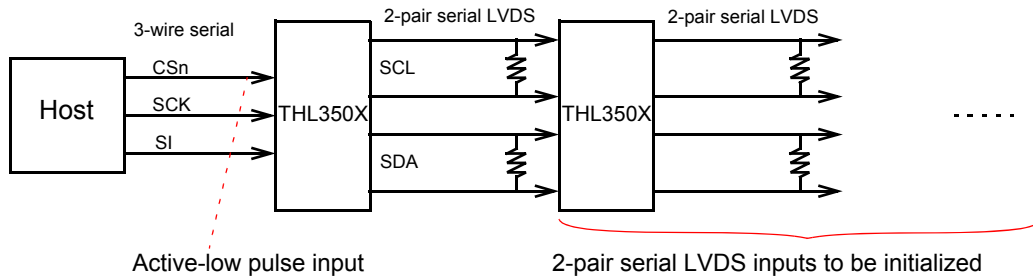 2-pair serial LVDS
2-pair serial LVDS
3-wire serial
CSn
SCL
Host
SCK
THL350X
THL350X
SI
SDA
Active-low pulse input
2-pair serial LVDS inputs to be initialized